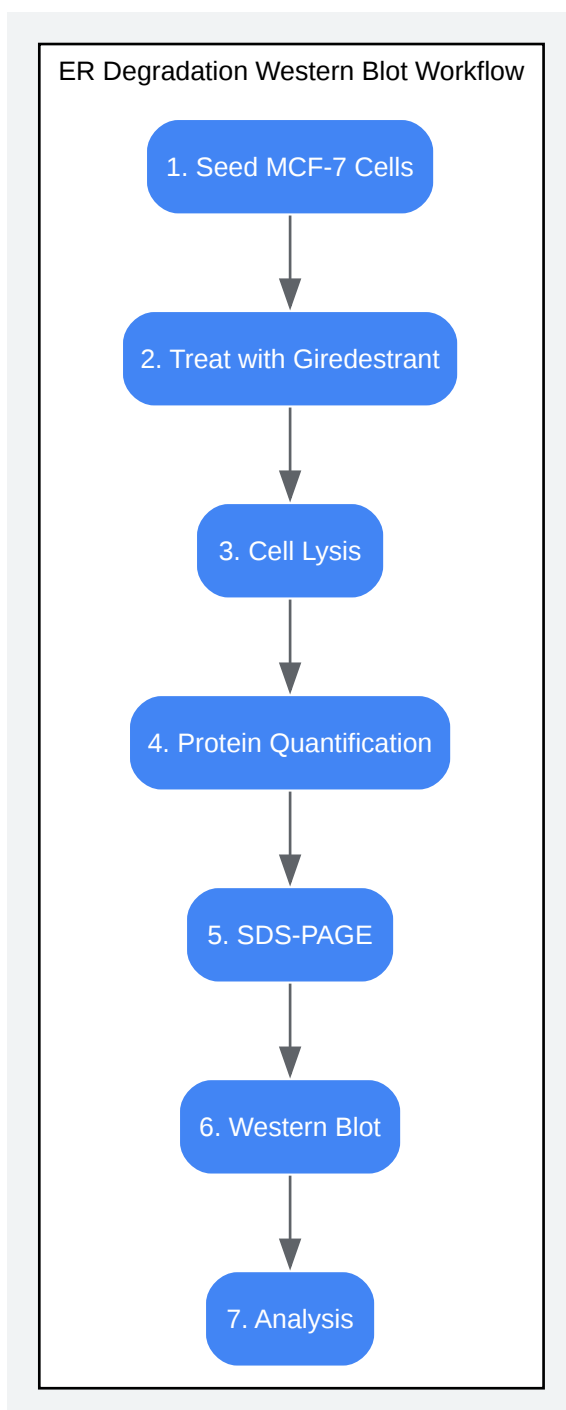 ER Degradation Western Blot Workflow
1. Seed MCF-7 Cells
2. Treat with Giredestrant
3. Cell Lysis
4. Protein Quantification
5. SDS-PAGE
6. Western Blot
7. Analysis